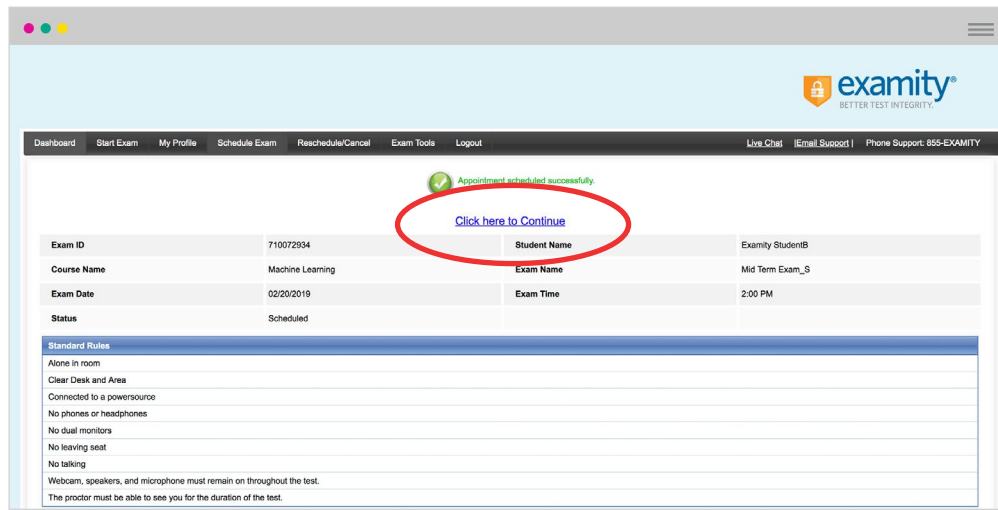 examity®
BETTER TEST INTEGRITY.
Dashboard Start Exam My Profile Schedule Exam Reschedule/Cancel Exam Tools Logout Live Chat |Email Support | Phone Support: 855-EXAMITY
Appointment scheduled successfully.
Click here to Continue
Exam ID 710072934 Student Name Examity StudentB
Course Name Machine Learning Exam Name Mid Term Exam_S
Exam Date 02/20/2019 Exam Time 2:00 PM
Status Scheduled
Standard Rules
Alone in room
Clear Desk and Area
Connected to a powersource
No phones or headphones
No dual monitors
No leaving seat
No talking
Webcam, speakers, and microphone must remain on throughout the test.
The proctor must be able to see you for the duration of the test.